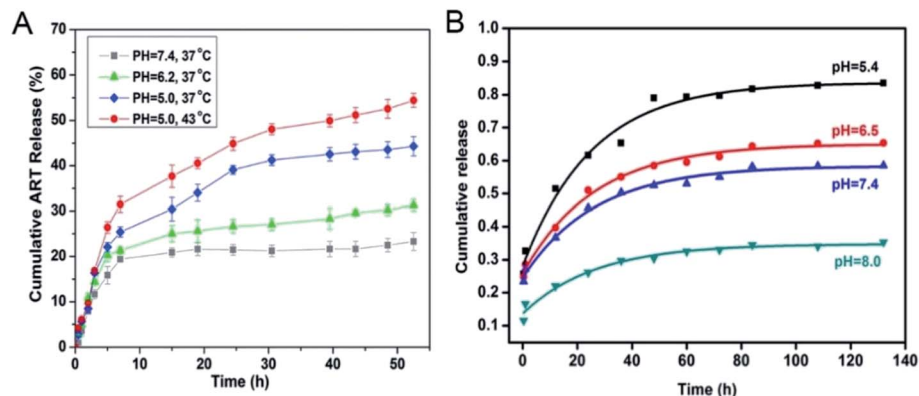 A
Cumulative ART Release (%)
70
60
50
40
30
20
10
0
PH=7.4, 37°C
PH=6.2, 37°C
PH=5.0, 37°C
PH=5.0, 43°C
0 10 20 30 40 50
Time (h)
B
Cumulative release
0.9
0.8
0.7
0.6
0.5
0.4
0.3
0.2
0.1
pH=5.4
pH=6.5
pH=7.4
pH=8.0
0 20 40 60 80 100 120 140
Time (h)